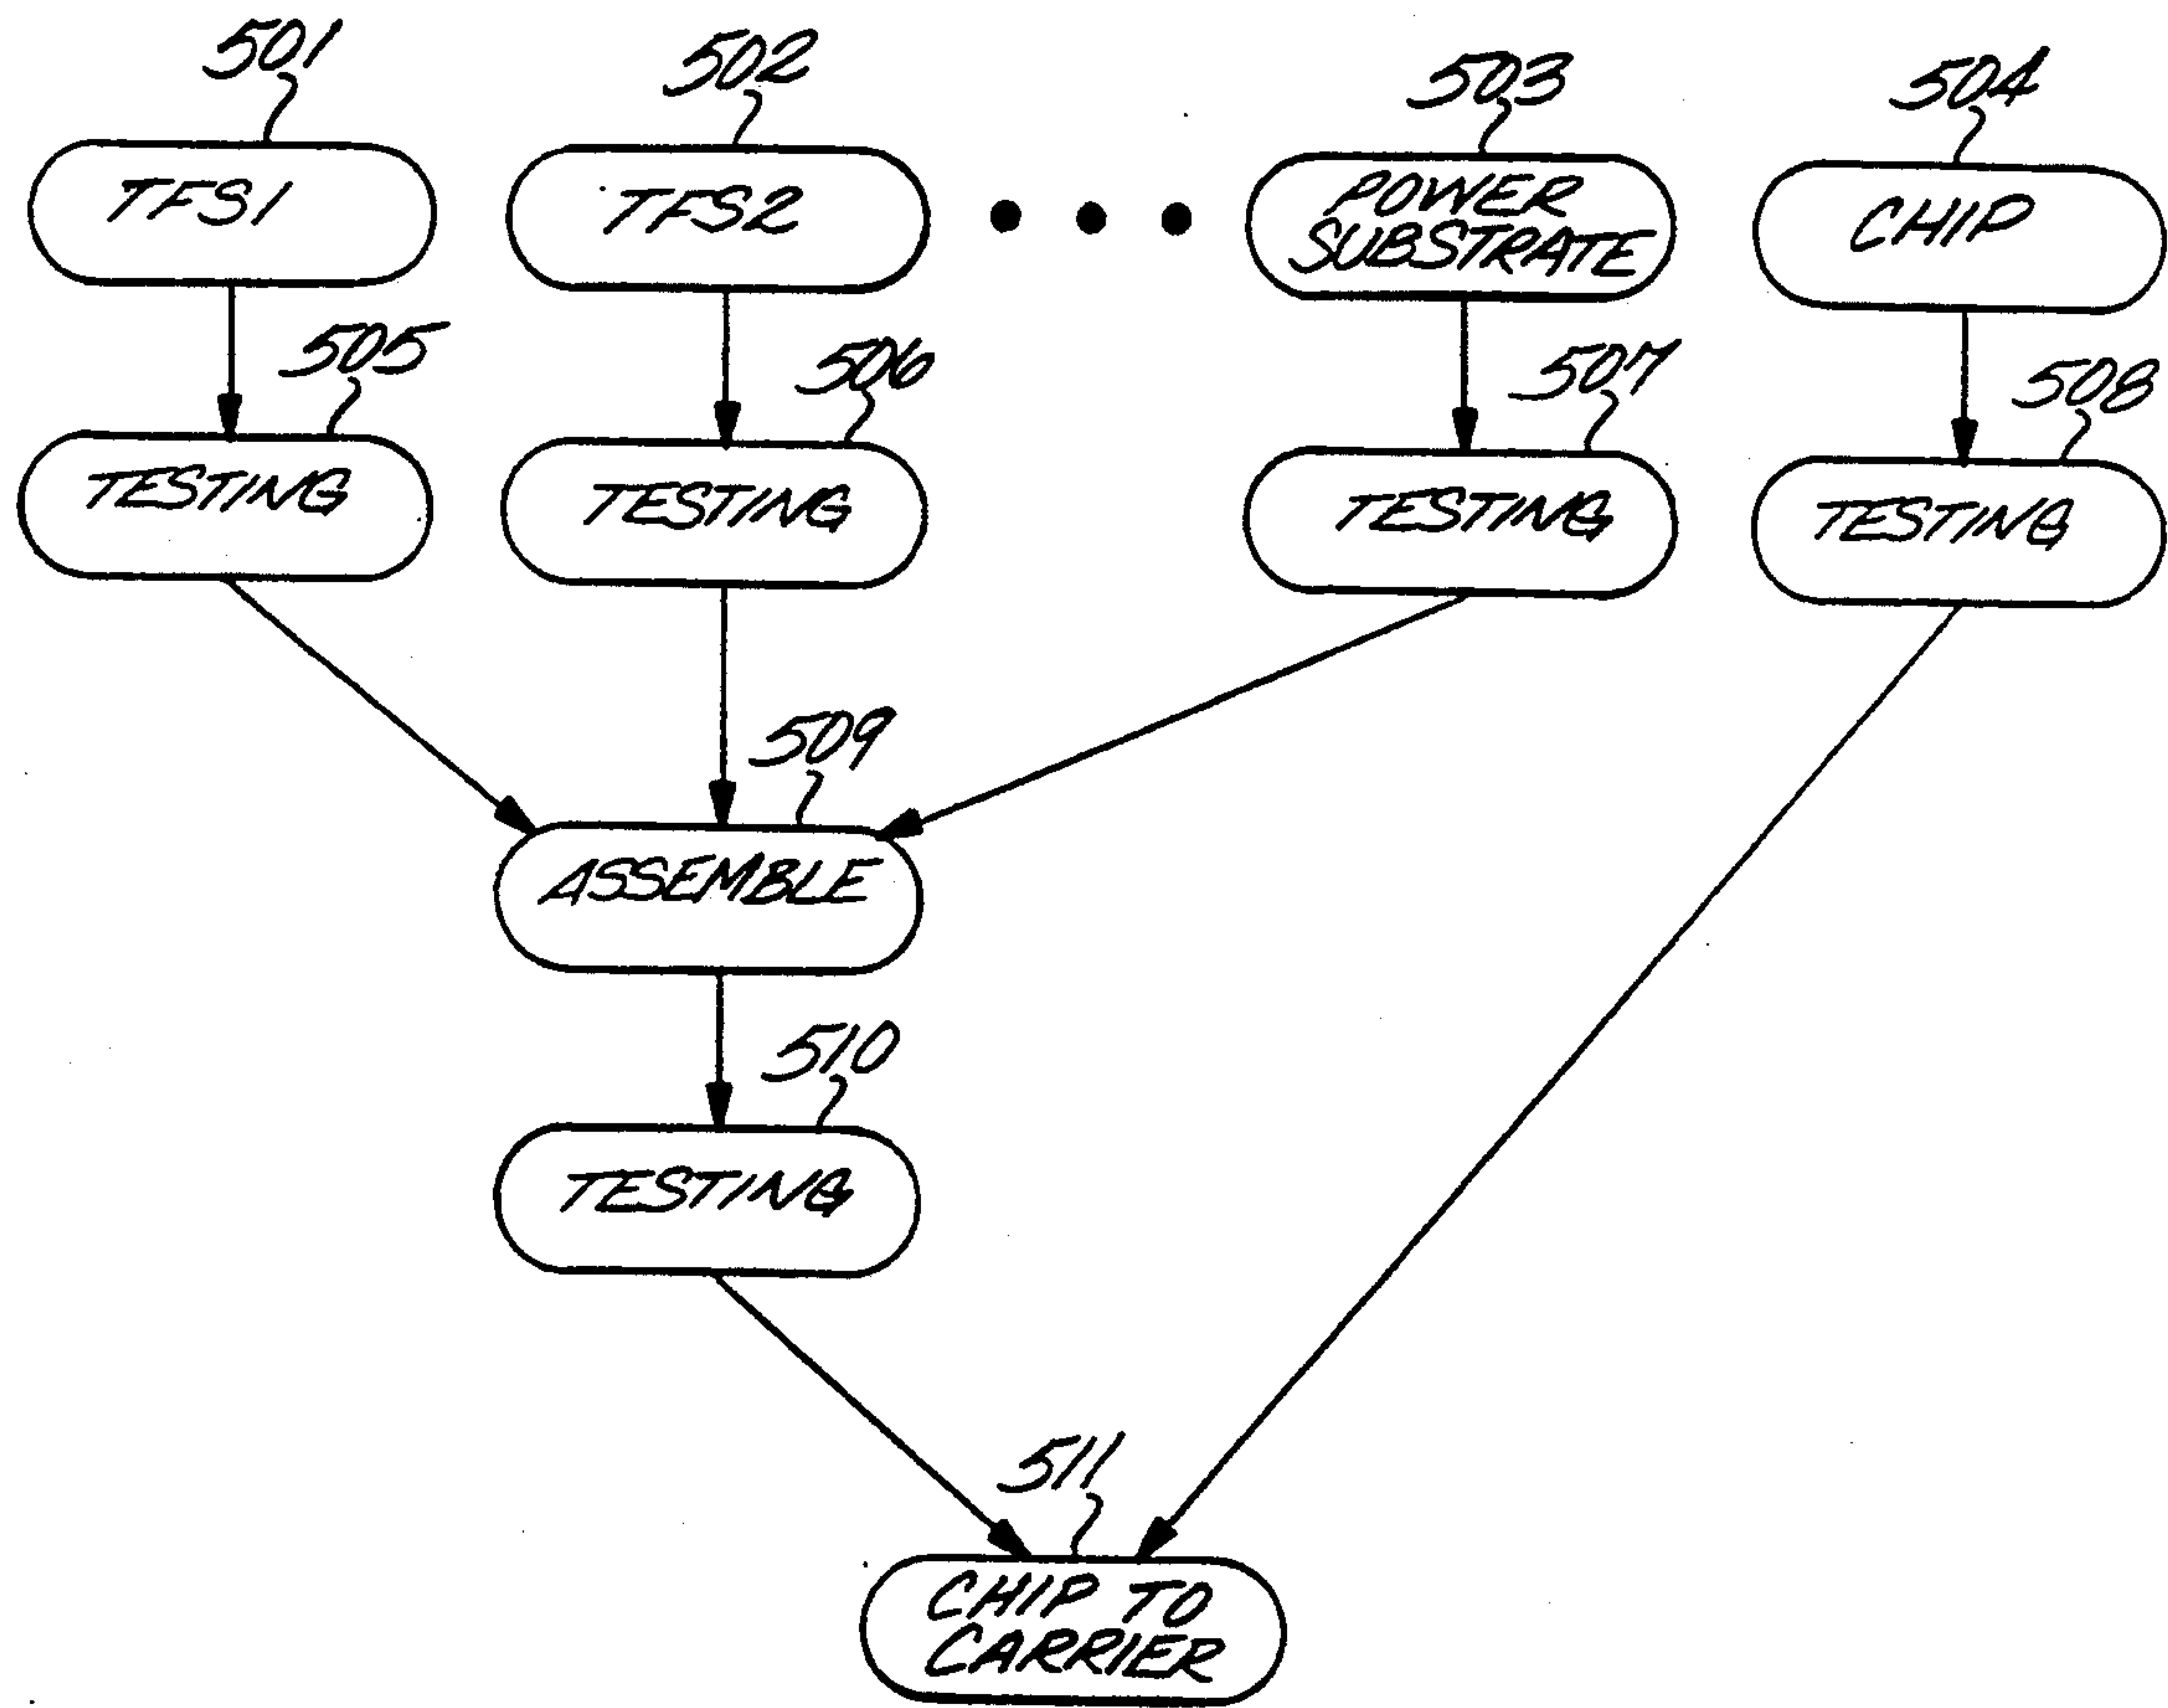 501
502
503
504
TFS1
TFS2
POWER
SUBSTRATE
CHIP
505
506
507
508
TESTING
TESTING
TESTING
TESTING
509
ASSEMBLE
510
TESTING
511
CHIP TO
CARRIER